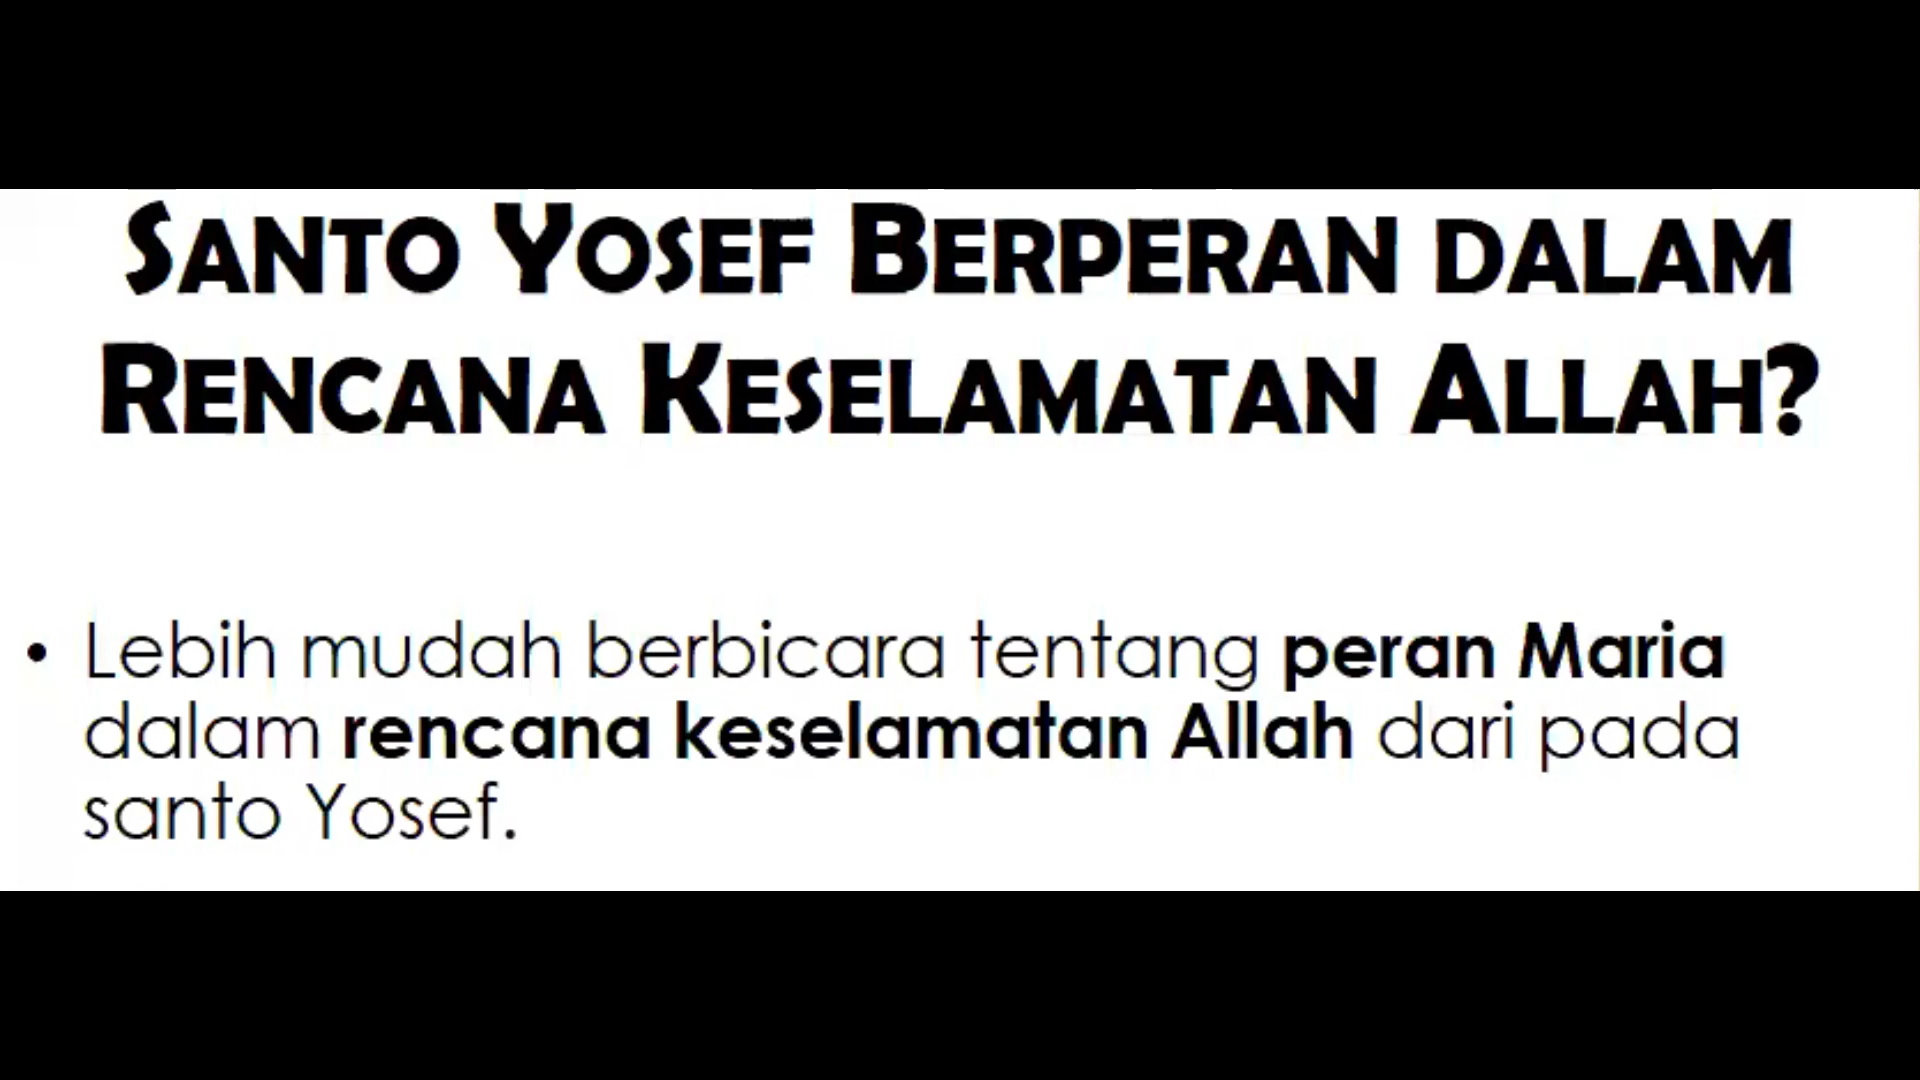 SANTO YOSEF BERPERAN DALAM
RENCANA KESELAMATAN ALLAH?
• Lebih mudah berbicara tentang peran Maria
dalam rencana keselamatan Allah dari pada
santo Yosef.